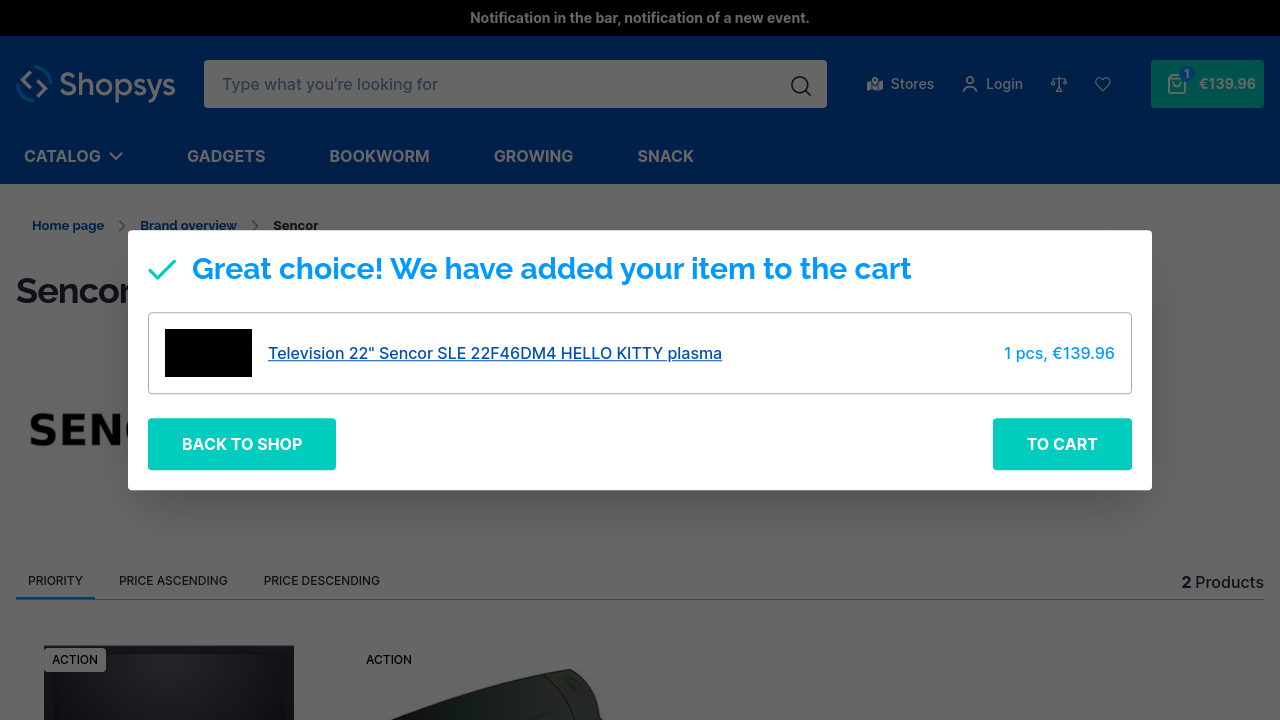 Notification in the bar, notification of a new event.
Shopsys
Type what you're looking for
Stores
Login
1
€139.96
CATALOG
GADGETS
BOOKWORM
GROWING
SNACK
Home page
Brand overview
Sencor
Sencor
Great choice! We have added your item to the cart
Television 22" Sencor SLE 22F46DM4 HELLO KITTY plasma
1 pcs, €139.96
BACK TO SHOP
TO CART
PRIORITY
PRICE ASCENDING
PRICE DESCENDING
2 Products
ACTION
ACTION